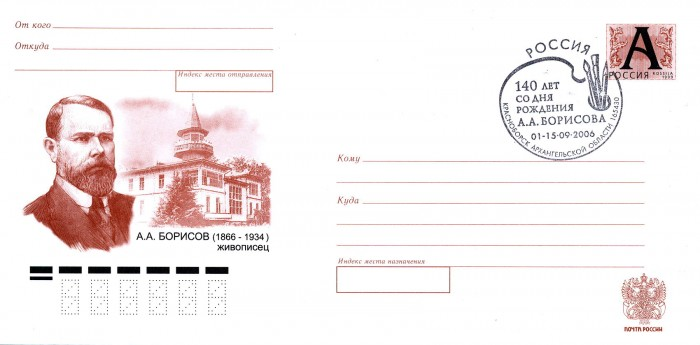 От кого
Откуда
Индекс места отправления
А.А. БОРИСОВ (1866 - 1934)
живописец
РОССИЯ
140 ЛЕТ
СО ДНЯ
РОЖДЕНИЯ
А.А.БОРИСОВА
01-15-09-2006
КРАСНОБОРСК АРХАНГЕЛЬСКОЙ ОБЛАСТИ 165430
А
РОССИЯ ROSSIJA
Кому
Куда
Индекс места назначения
ПОЧТА РОССИИ